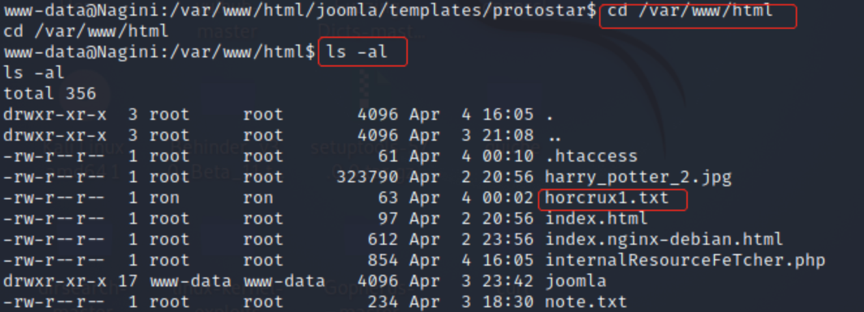 www-data@Nagini:/var/www/html/joomla/templates/protostar$ cd /var/www/html
cd /var/www/html
www-data@Nagini:/var/www/html$ ls -al
ls -al
total 356
drwxr-xr-x  3 root     root       4096 Apr  4 16:05 .
drwxr-xr-x  3 root     root       4096 Apr  3 21:08 ..
-rw-r--r--  1 root     root         61 Apr  4 00:10 .htaccess
-rw-r--r--  1 root     root     323790 Apr  2 20:56 harry_potter_2.jpg
-rw-r--r--  1 ron      ron          63 Apr  4 00:02 horcrux1.txt
-rw-r--r--  1 root     root         97 Apr  2 20:56 index.html
-rw-r--r--  1 root     root        612 Apr  2 23:56 index.nginx-debian.html
-rw-r--r--  1 root     root        854 Apr  4 16:05 internalResourceFeTcher.php
drwxr-xr-x 17 www-data www-data   4096 Apr  3 23:42 joomla
-rw-r--r--  1 root     root        234 Apr  3 18:30 note.txt